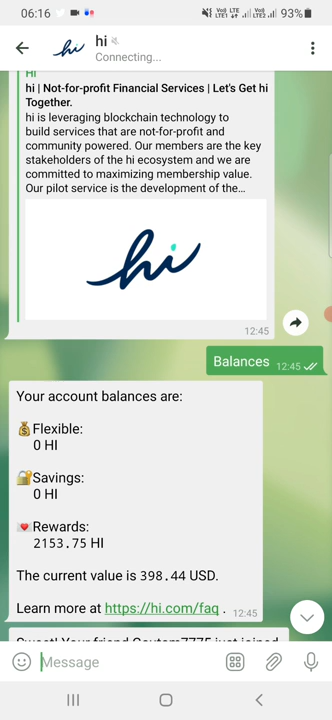 06:16
Vo)) LTE Vo))
LTE1 LTE2 93%
hi
Connecting...
Hi
hi | Not-for-profit Financial Services | Let's Get hi
Together.
hi is leveraging blockchain technology to
build services that are not-for-profit and
community powered. Our members are the key
stakeholders of the hi ecosystem and we are
committed to maximizing membership value.
Our pilot service is the development of the...
hi
12:45
Balances 12:45
Your account balances are:
💰Flexible:
0 HI
🔐Savings:
0 HI
💌Rewards:
2153.75 HI
The current value is 398.44 USD.
Learn more at https://hi.com/faq . 12:45
Message